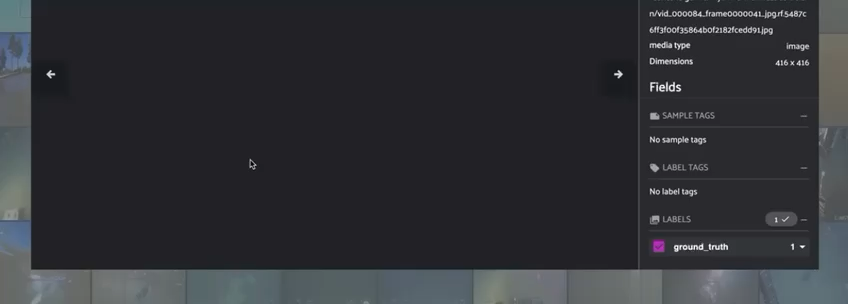 n/vid_000084_frame0000041_jpg.rf.5487c
6ff3f00f35864b0f2182fcedd91.jpg
media type image
Dimensions 416 x 416
Fields
SAMPLE TAGS
No sample tags
LABEL TAGS
No label tags
LABELS 1
ground_truth 1